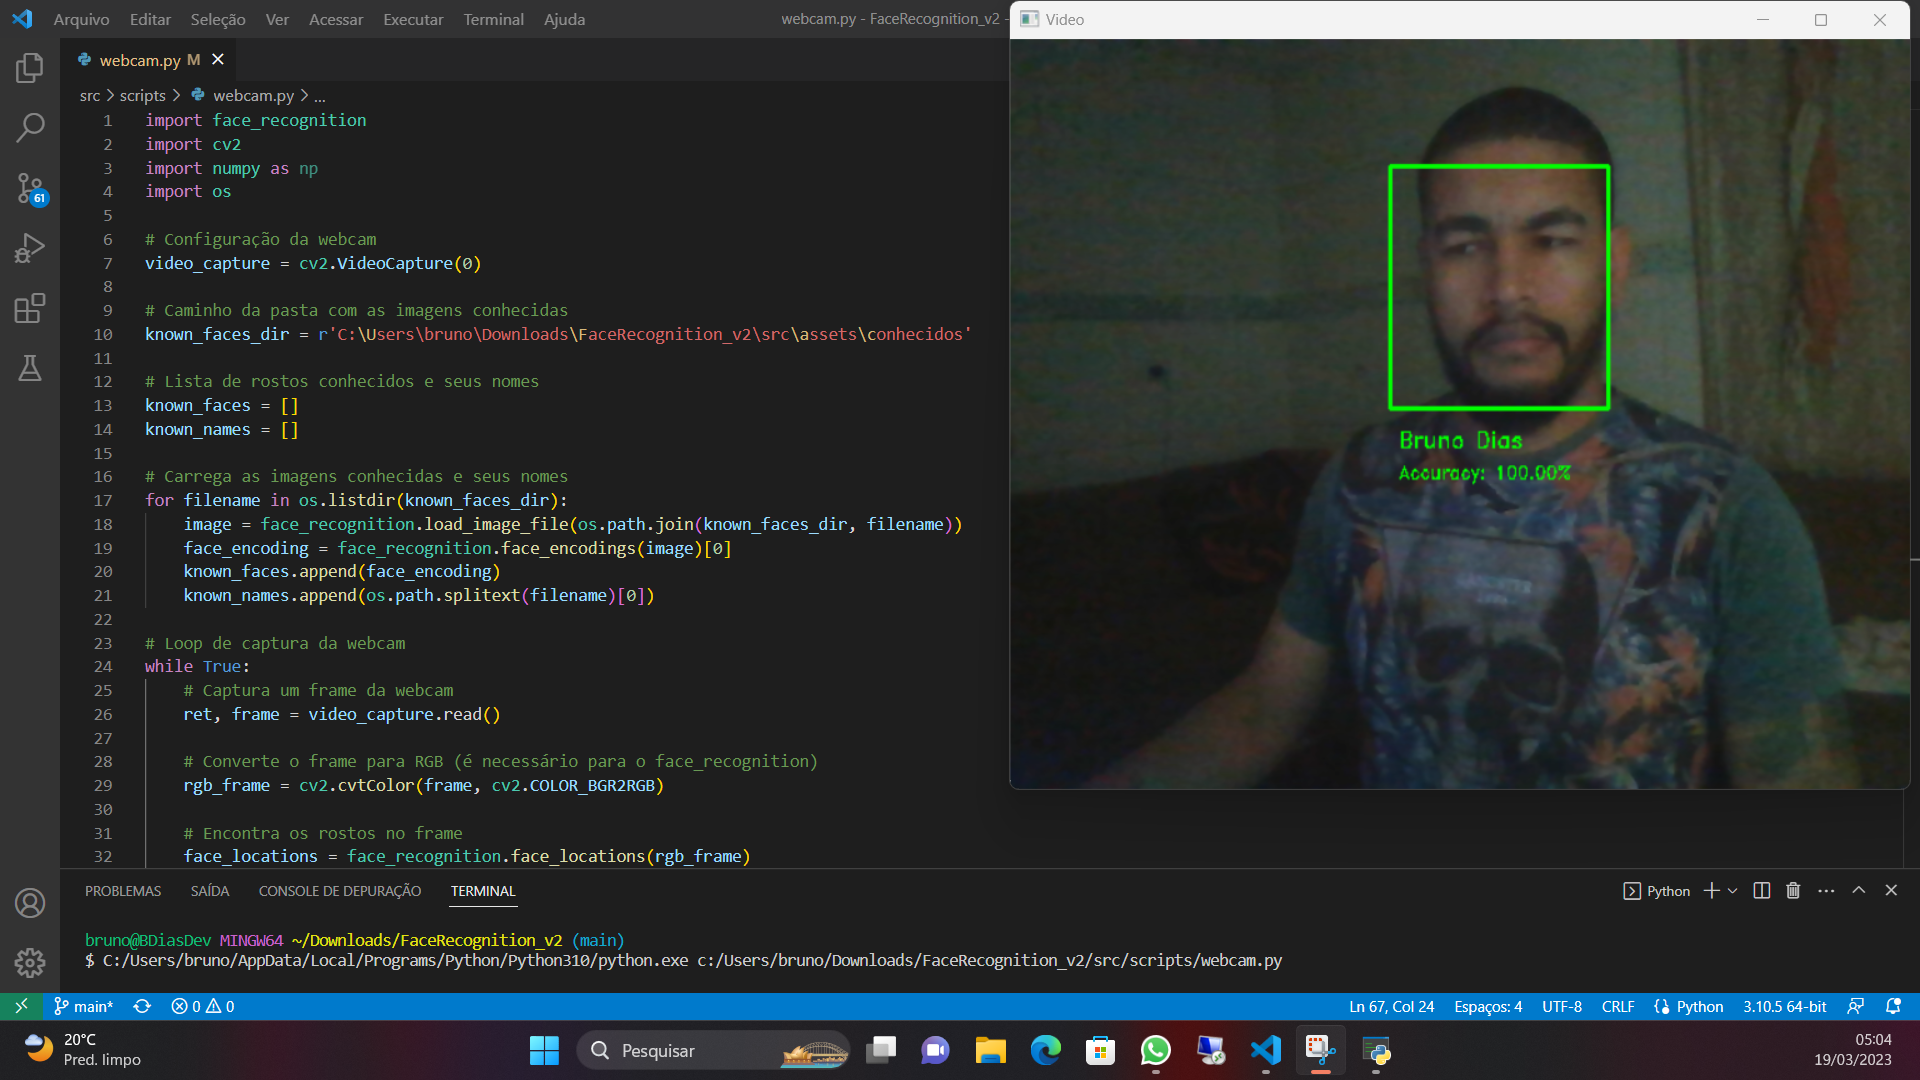 Arquivo Editar Seleção Ver Acessar Executar Terminal Ajuda
webcam.py - FaceRecognition_v2 -
Video
webcam.py M
src > scripts > webcam.py > ...
1 import face_recognition
2 import cv2
3 import numpy as np
4 import os
5
6 # Configuração da webcam
7 video_capture = cv2.VideoCapture(0)
8
9 # Caminho da pasta com as imagens conhecidas
10 known_faces_dir = r'C:\Users\bruno\Downloads\FaceRecognition_v2\src\assets\conhecidos'
11
12 # Lista de rostos conhecidos e seus nomes
13 known_faces = []
14 known_names = []
15
16 # Carrega as imagens conhecidas e seus nomes
17 for filename in os.listdir(known_faces_dir):
18 image = face_recognition.load_image_file(os.path.join(known_faces_dir, filename))
19 face_encoding = face_recognition.face_encodings(image)[0]
20 known_faces.append(face_encoding)
21 known_names.append(os.path.splitext(filename)[0])
22
23 # Loop de captura da webcam
24 while True:
25 # Captura um frame da webcam
26 ret, frame = video_capture.read()
27
28 # Converte o frame para RGB (é necessário para o face_recognition)
29 rgb_frame = cv2.cvtColor(frame, cv2.COLOR_BGR2RGB)
30
31 # Encontra os rostos no frame
32 face_locations = face_recognition.face_locations(rgb_frame)
61
Bruno Dias
Accuracy: 100.00%
PROBLEMAS SAÍDA CONSOLE DE DEPURAÇÃO TERMINAL
Python
bruno@BDiasDev MINGW64 ~/Downloads/FaceRecognition_v2 (main)
$ C:/Users/bruno/AppData/Local/Programs/Python/Python310/python.exe c:/Users/bruno/Downloads/FaceRecognition_v2/src/scripts/webcam.py
main* 0 0
Ln 67, Col 24 Espaços: 4 UTF-8 CRLF Python 3.10.5 64-bit
20°C
Pred. limpo
Pesquisar
05:04
19/03/2023